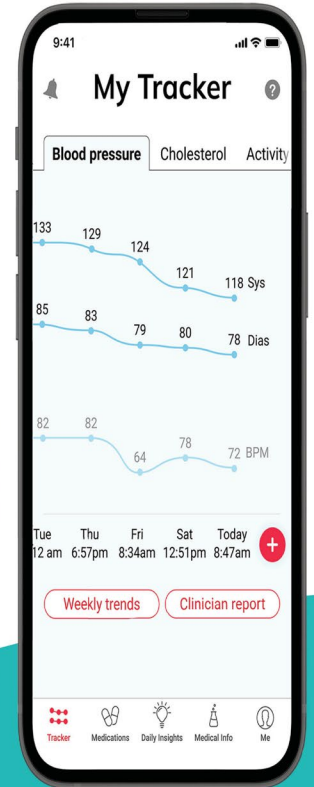 9:41
My Tracker
?
Blood pressure Cholesterol Activity
133 129 124 121 118 Sys
85 83 79 80 78 Dias
82 82 64 78 72 BPM
Tue Thu Fri Sat Today
12 am 6:57pm 8:34am 12:51pm 8:47am
+
Weekly trends Clinician report
Tracker Medications Daily Insights Medical Info Me